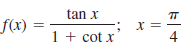 f(x) = tan x / (1 + cot x); x = π/4